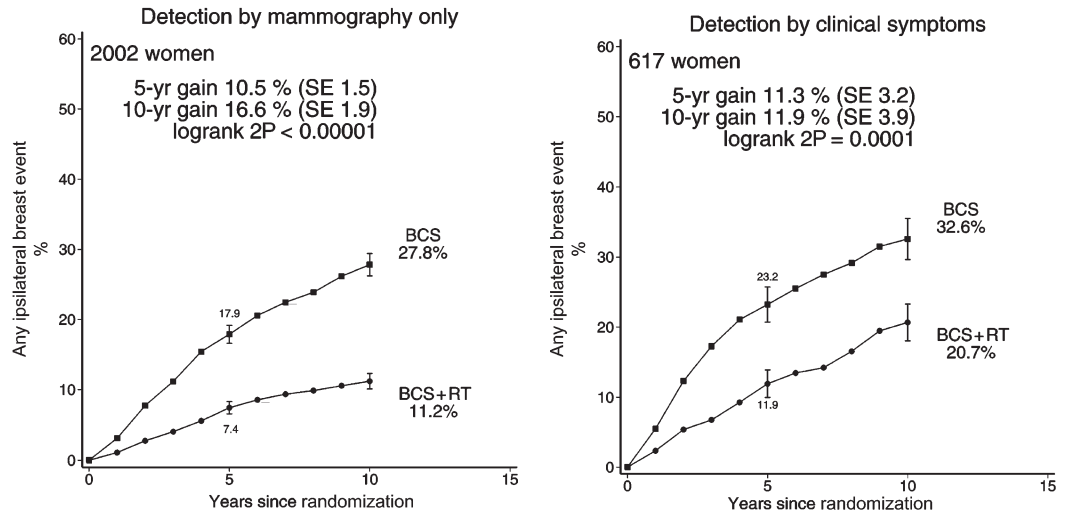 Detection by mammography only
60
2002 women
5-yr gain 10.5 % (SE 1.5)
10-yr gain 16.6 % (SE 1.9)
logrank 2P < 0.00001
50
40
30
20
10
0
Any ipsilateral breast event
%
BCS
27.8%
17.9
BCS+RT
11.2%
7.4
0 5 10 15
Years since randomization
Detection by clinical symptoms
60
617 women
5-yr gain 11.3 % (SE 3.2)
10-yr gain 11.9 % (SE 3.9)
logrank 2P = 0.0001
50
40
30
20
10
0
Any ipsilateral breast event
%
BCS
32.6%
23.2
BCS+RT
20.7%
11.9
0 5 10 15
Years since randomization